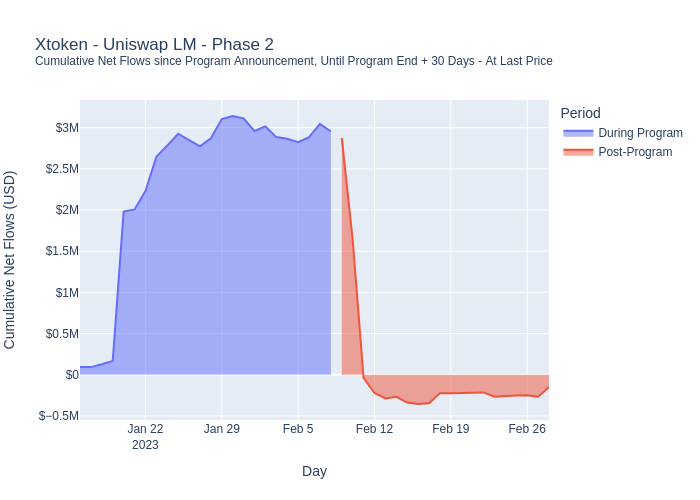 Xtoken - Uniswap LM - Phase 2
Cumulative Net Flows since Program Announcement, Until Program End + 30 Days - At Last Price
Period
During Program
Post-Program
Cumulative Net Flows (USD)
$3M
$2.5M
$2M
$1.5M
$1M
$0.5M
$0
$−0.5M
Jan 22
2023
Jan 29
Feb 5
Feb 12
Feb 19
Feb 26
Day